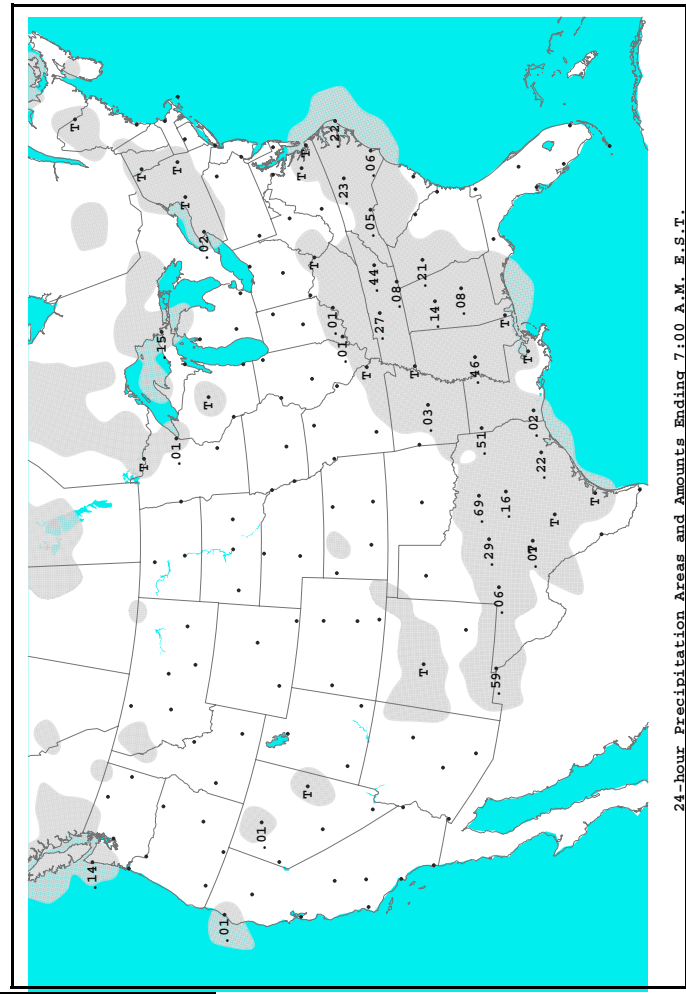 T
.14
T
T
.15
.01
T
T
.02
T
.01
.01
T
T
T
T
.01
.22
.01
.23
T
.05
.06
.44
.27
.08
T
.21
T
.03
.14
.08
.46
.69
.51
.29
.59
.06
T
.16
T
.02
.22
T
T
24-hour Precipitation Areas and Amounts Ending 7:00 A.M. E.S.T.